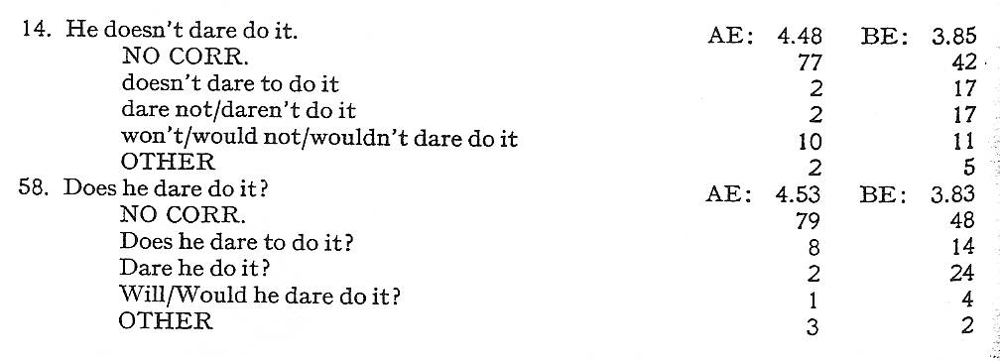 14. He doesn't dare do it. AE: 4.48 BE: 3.85
NO CORR. 77 42
doesn't dare to do it 2 17
dare not/daren't do it 2 17
won't/would not/wouldn't dare do it 10 11
OTHER 2 5
58. Does he dare do it? AE: 4.53 BE: 3.83
NO CORR. 79 48
Does he dare to do it? 8 14
Dare he do it? 2 24
Will/Would he dare do it? 1 4
OTHER 3 2